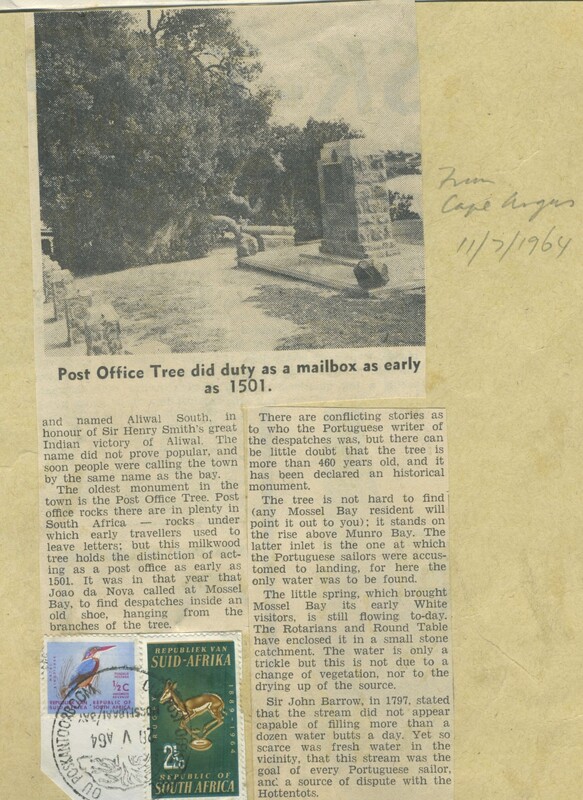 From
Cape Argus
11/7/1964
Post Office Tree did duty as a mailbox as early
as 1501.
and named Aliwal South, in
honour of Sir Henry Smith's great
Indian victory of Aliwal. The
name did not prove popular, and
soon people were calling the town
by the same name as the bay.
The oldest monument in the
town is the Post Office Tree. Post
office rocks there are in plenty in
South Africa — rocks under
which early travellers used to
leave letters; but this milkwood
tree holds the distinction of act-
ing as a post office as early as
1501. It was in that year that
Joao da Nova called at Mossel
Bay, to find despatches inside an
old shoe, hanging from the
branches of the tree.
There are conflicting stories as
to who the Portuguese writer of
the despatches was, but there can
be little doubt that the tree is
more than 460 years old, and it
has been declared an historical
monument.
The tree is not hard to find
(any Mossel Bay resident will
point it out to you); it stands on
the rise above Munro Bay. The
latter inlet is the one at which
the Portuguese sailors were accus-
tomed to landing, for here the
only water was to be found.
The little spring, which brought
Mossel Bay its early White
visitors, is still flowing to-day.
The Rotarians and Round Table
have enclosed it in a small stone
catchment. The water is only a
trickle but this is not due to
a change of vegetation, nor to
the drying up of the source.
Sir John Barrow, in 1797, stated
that the stream did not appear
capable of filling more than a
dozen water butts a day. Yet so
scarce was fresh water in the
vicinity, that this stream was the
goal of every Portuguese sailor,
and a source of dispute with the
Hottentots.
½C
REPUBLIEK VAN
SUID-AFRIKA
1889-1964
2½
REPUBLIC OF
SOUTH AFRICA
OU POSKANTOORBOOM
V A64